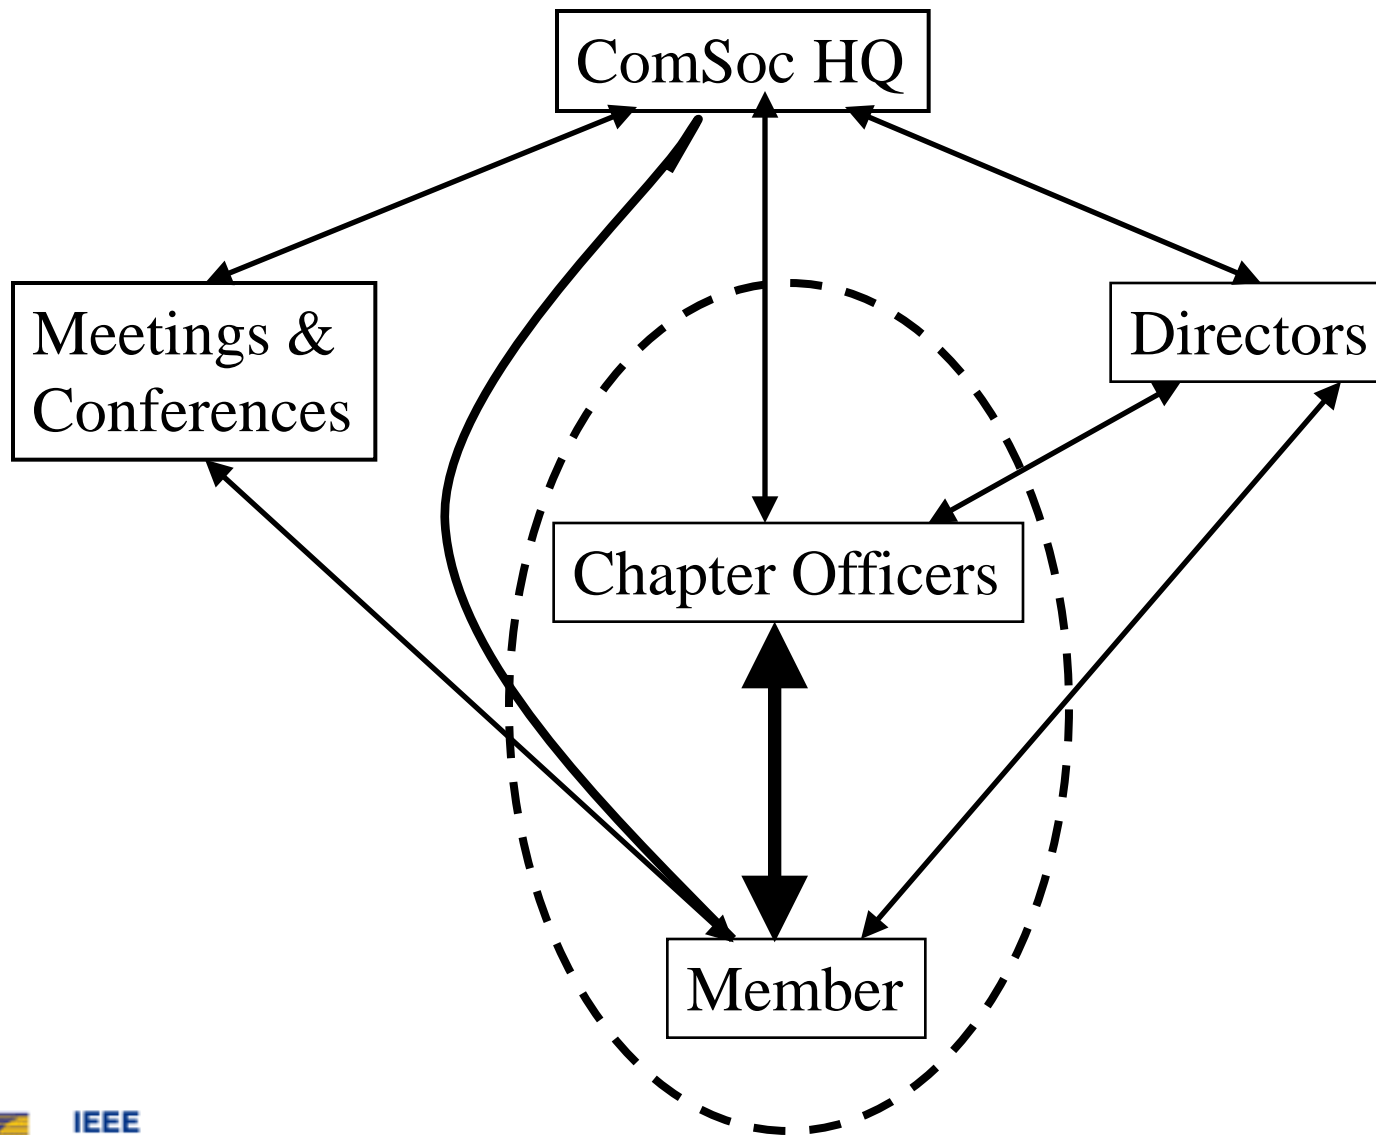 ComSoc HQ
Meetings &
Conferences
Directors
Chapter Officers
Member
IEEE